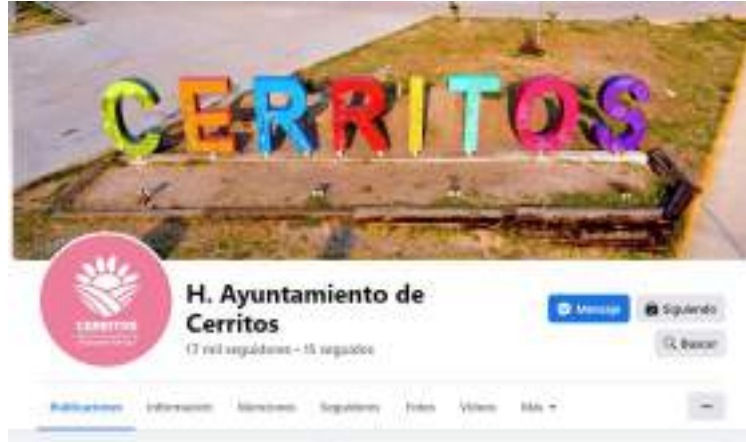 CERRITOS
CERRITOS
H. Ayuntamiento de
Cerritos
17 mil seguidores • 15 seguidos
Mensaje
Siguiendo
Buscar
Publicaciones Información Menciones Seguidores Fotos Videos Más